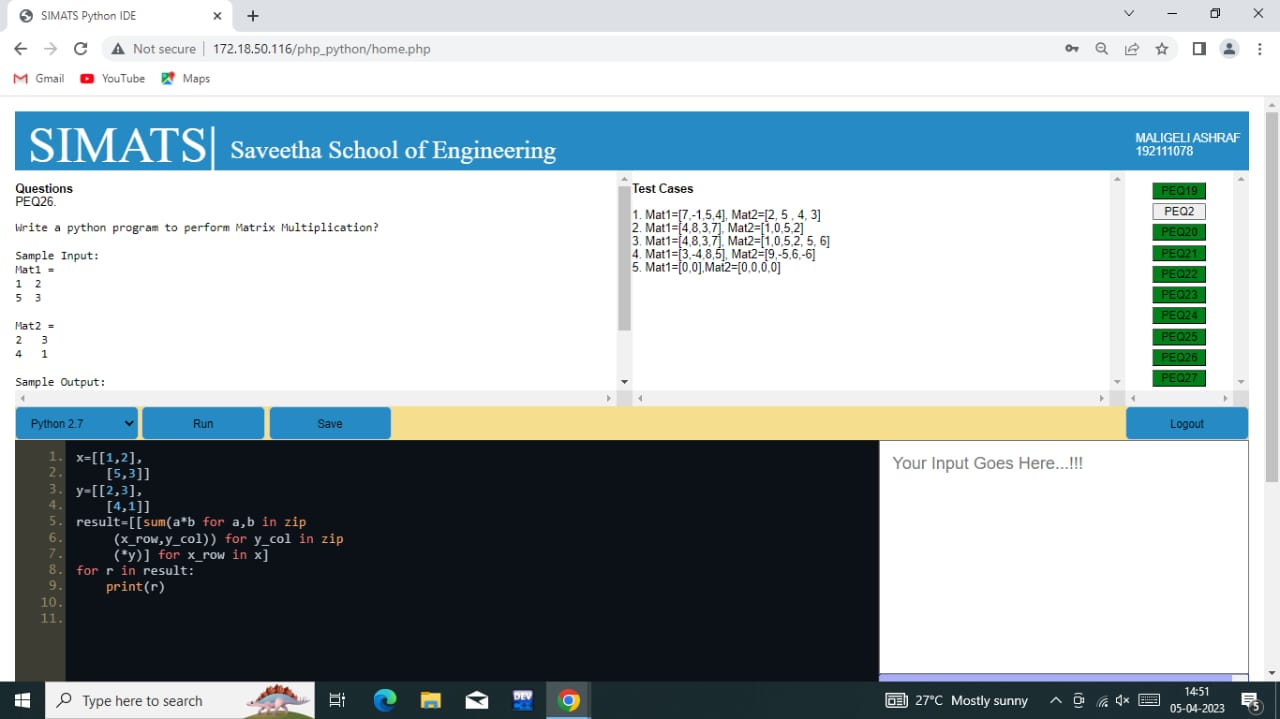 SIMATS Python IDE
Not secure
172.18.50.116/php_python/home.php
Gmail
YouTube
Maps
SIMATS| Saveetha School of Engineering
MALIGELI ASHRAF
192111078
Questions
PEQ26.
Write a python program to perform Matrix Multiplication?
Sample Input:
Mat1 =
1 2
5 3
Mat2 =
2 3
4 1
Sample Output:
Test Cases
1. Mat1=[7,-1,5,4], Mat2=[2, 5 , 4, 3]
2. Mat1=[4,8,3,7], Mat2=[1,0,5,2]
3. Mat1=[4,8,3,7], Mat2=[1,0,5,2, 5, 6]
4. Mat1=[3,-4,8,5], Mat2=[9,-5,6,-6]
5. Mat1=[0,0],Mat2=[0,0,0,0]
PEQ19
PEQ2
PEQ20
PEQ21
PEQ22
PEQ23
PEQ24
PEQ25
PEQ26
PEQ27
Python 2.7
Run
Save
Logout
1. x=[[1,2],
2. [5,3]]
3. y=[[2,3],
4. [4,1]]
5. result=[[sum(a*b for a,b in zip
6. (x_row,y_col)) for y_col in zip
7. (*y)] for x_row in x]
8. for r in result:
9. print(r)
10.
11.
Your Input Goes Here...!!!
Type here to search
DEV
27°C Mostly sunny
14:51
05-04-2023
5